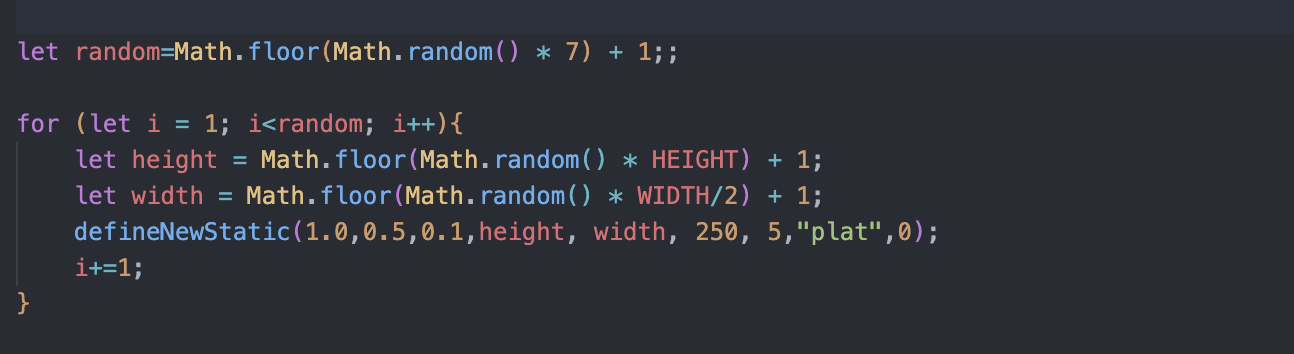 let random=Math.floor(Math.random() * 7) + 1;;
for (let i = 1; i<random; i++){
    let height = Math.floor(Math.random() * HEIGHT) + 1;
    let width = Math.floor(Math.random() * WIDTH/2) + 1;
    defineNewStatic(1.0,0.5,0.1,height, width, 250, 5,"plat",0);
    i+=1;
}